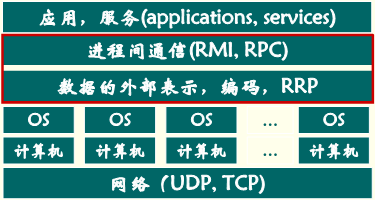 应用，服务(applications, services)
进程间通信(RMI, RPC)
数据的外部表示，编码，RRP
OS OS OS ... OS
计算机 计算机 计算机 ... 计算机
网络（UDP, TCP)